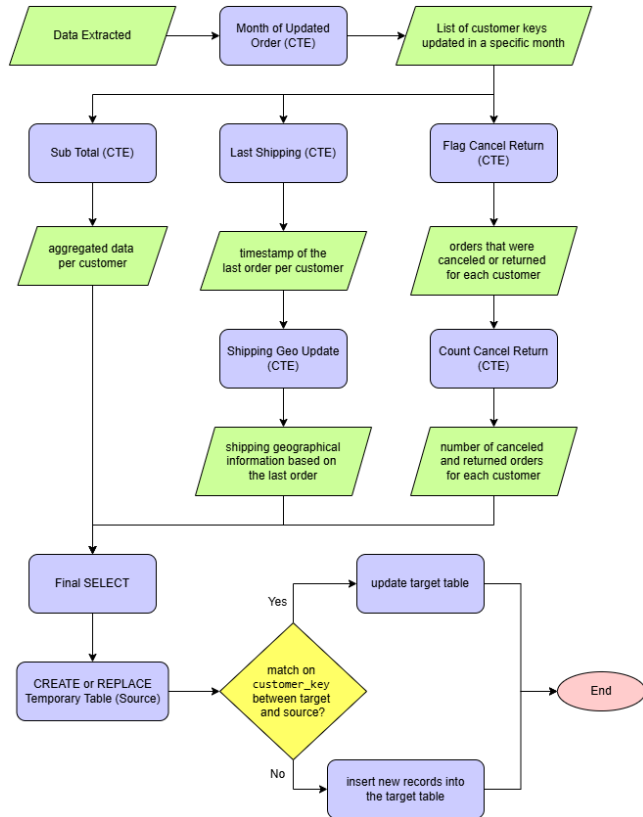 Data Extracted
Month of Updated
Order (CTE)
List of customer keys
updated in a specific month
Sub Total (CTE)
Last Shipping (CTE)
Flag Cancel Return
(CTE)
aggregated data
per customer
timestamp of the
last order per customer
orders that were
canceled or returned
for each customer
Shipping Geo Update
(CTE)
Count Cancel Return
(CTE)
shipping geographical
information based on
the last order
number of canceled
and returned orders
for each customer
Final SELECT
Yes
update target table
CREATE or REPLACE
Temporary Table (Source)
match on
customer_key
between target
and source?
End
No
insert new records into
the target table